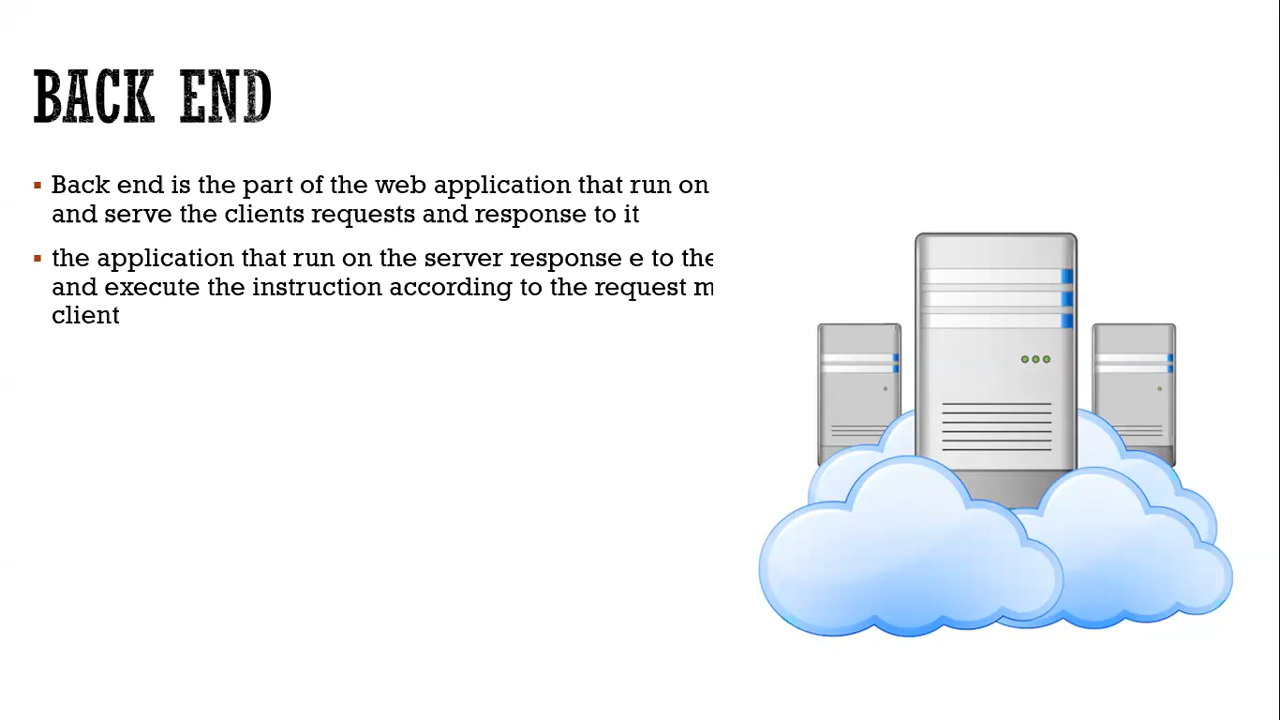 BACK END
Back end is the part of the web application that run on
and serve the clients requests and response to it
the application that run on the server response e to the
and execute the instruction according to the request m
client